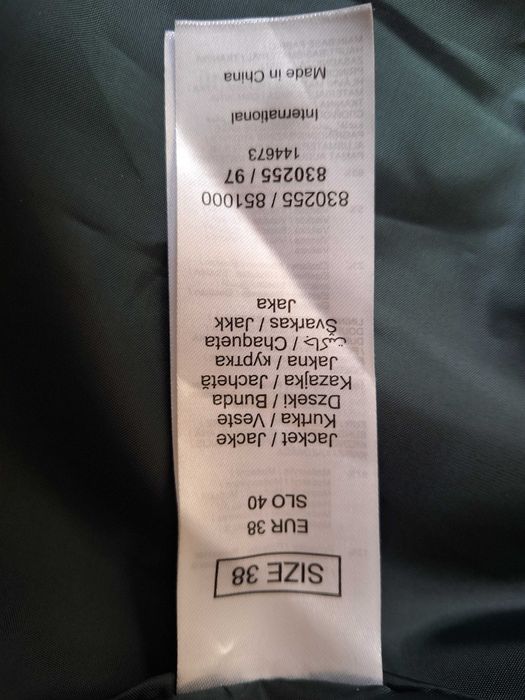 SIZE 38
EUR 38
SLO 40
Jacket / Jacke
Kurtka / Veste
Dzseki / Bunda
Kazajka / Jachetă
Jakna / куртка
جاكيت / Chaqueta
Švarkas / Jakk
Jaka
830255 / 851000
830255 / 97
144673
International
Made in China